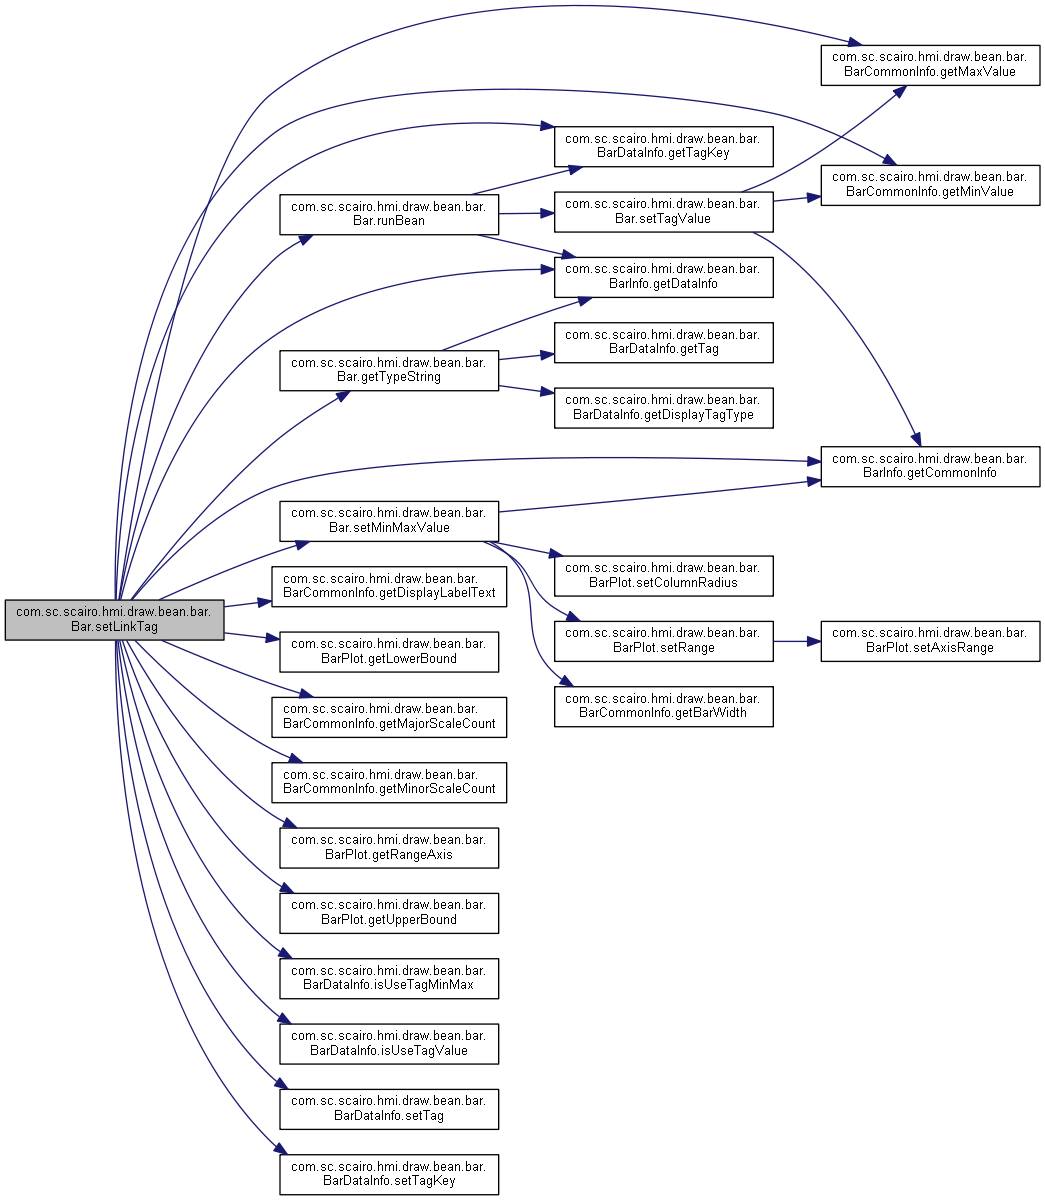 com.sc.scairo.hmi.draw.bean.bar.
BarCommonInfo.getMaxValue
com.sc.scairo.hmi.draw.bean.bar.
BarDataInfo.getTagKey
com.sc.scairo.hmi.draw.bean.bar.
BarCommonInfo.getMinValue
com.sc.scairo.hmi.draw.bean.bar.
Bar.runBean
com.sc.scairo.hmi.draw.bean.bar.
Bar.setTagValue
com.sc.scairo.hmi.draw.bean.bar.
BarInfo.getDataInfo
com.sc.scairo.hmi.draw.bean.bar.
BarDataInfo.getTag
com.sc.scairo.hmi.draw.bean.bar.
Bar.getTypeString
com.sc.scairo.hmi.draw.bean.bar.
BarDataInfo.getDisplayTagType
com.sc.scairo.hmi.draw.bean.bar.
BarInfo.getCommonInfo
com.sc.scairo.hmi.draw.bean.bar.
Bar.setMinMaxValue
com.sc.scairo.hmi.draw.bean.bar.
BarPlot.setColumnRadius
com.sc.scairo.hmi.draw.bean.bar.
BarCommonInfo.getDisplayLabelText
com.sc.scairo.hmi.draw.bean.bar.
Bar.setLinkTag
com.sc.scairo.hmi.draw.bean.bar.
BarPlot.setRange
com.sc.scairo.hmi.draw.bean.bar.
BarPlot.setAxisRange
com.sc.scairo.hmi.draw.bean.bar.
BarPlot.getLowerBound
com.sc.scairo.hmi.draw.bean.bar.
BarCommonInfo.getBarWidth
com.sc.scairo.hmi.draw.bean.bar.
BarCommonInfo.getMajorScaleCount
com.sc.scairo.hmi.draw.bean.bar.
BarCommonInfo.getMinorScaleCount
com.sc.scairo.hmi.draw.bean.bar.
BarPlot.getRangeAxis
com.sc.scairo.hmi.draw.bean.bar.
BarPlot.getUpperBound
com.sc.scairo.hmi.draw.bean.bar.
BarDataInfo.isUseTagMinMax
com.sc.scairo.hmi.draw.bean.bar.
BarDataInfo.isUseTagValue
com.sc.scairo.hmi.draw.bean.bar.
BarDataInfo.setTag
com.sc.scairo.hmi.draw.bean.bar.
BarDataInfo.setTagKey